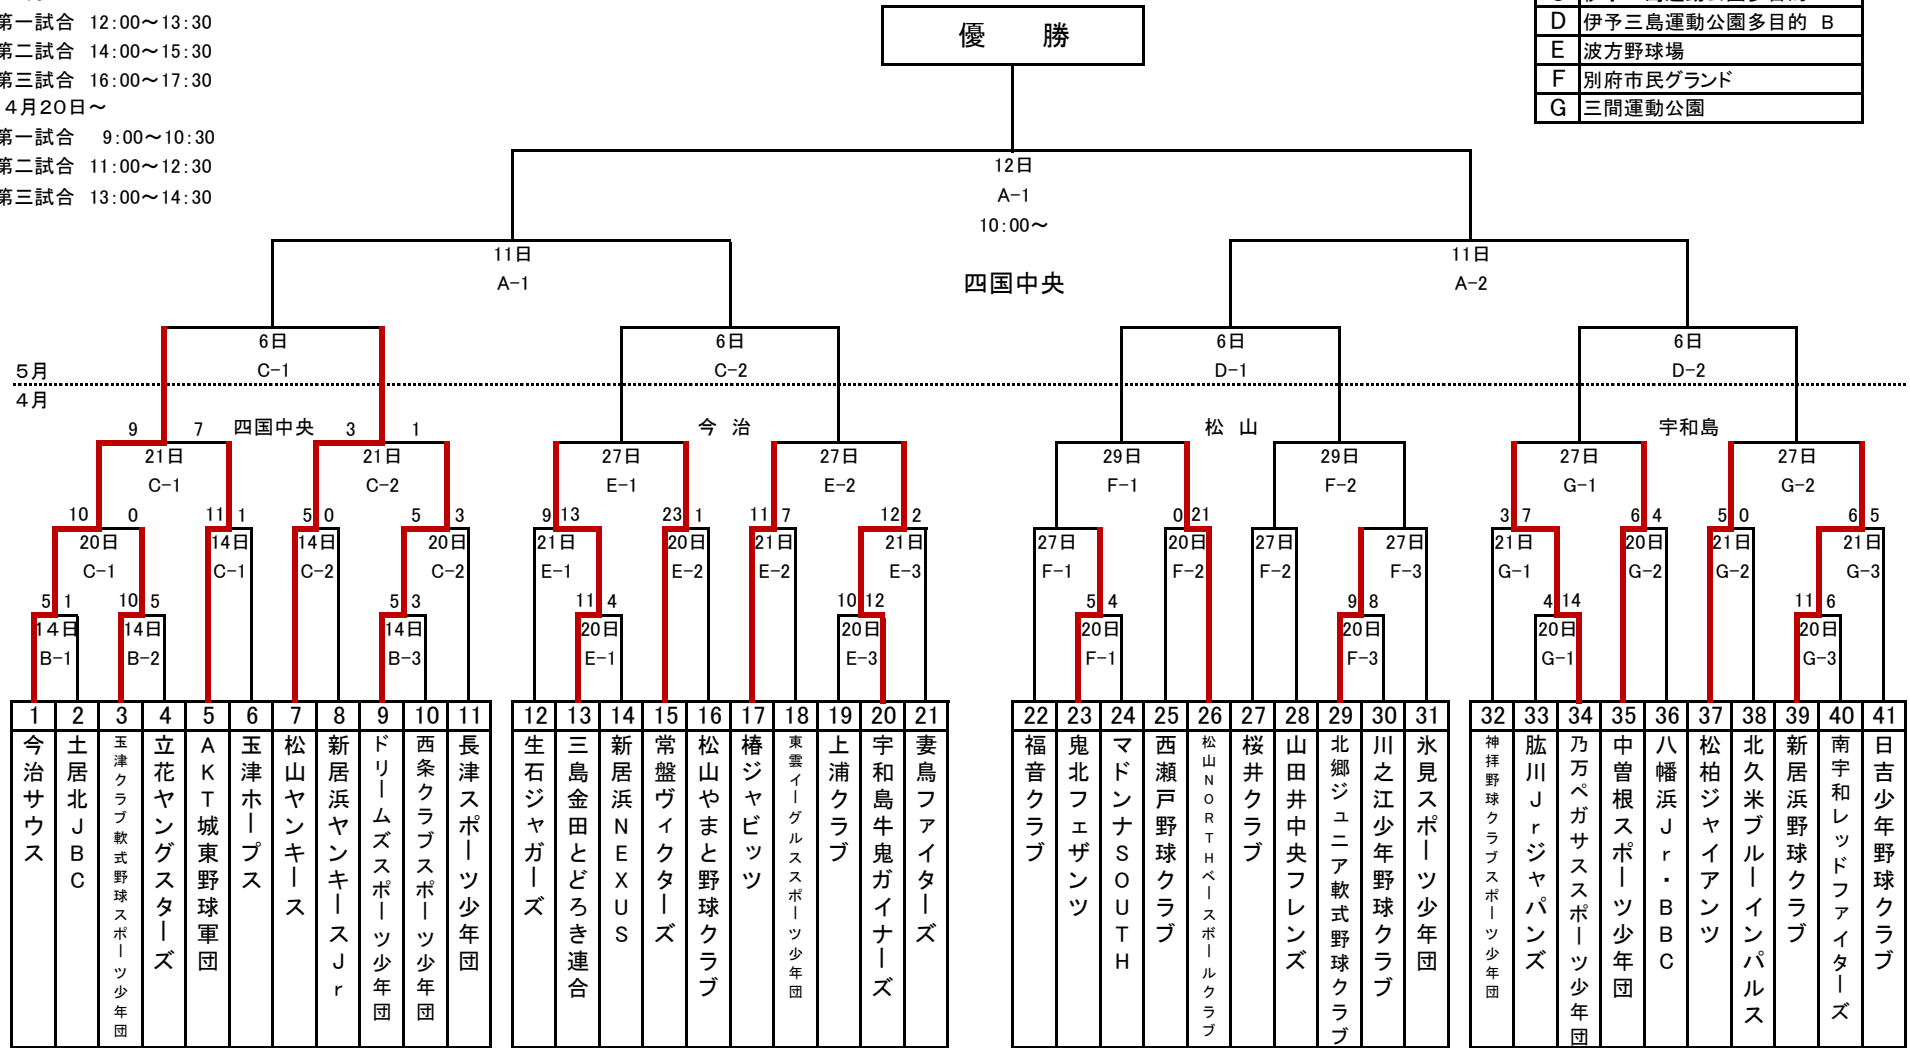 第一試合 12:00～13:30
第二試合 14:00～15:30
第三試合 16:00～17:30
4月20日～
第一試合 9:00～10:30
第二試合 11:00～12:30
第三試合 13:00～14:30
優 勝
D 伊予三島運動公園多目的 B
E 波方野球場
F 別府市民グランド
G 三間運動公園
12日
A-1
10:00～
11日
A-1
四国中央
11日
A-2
6日
C-1
6日
C-2
6日
D-1
6日
D-2
5月
4月
9 7 四国中央 3 1 今 治 松 山 宇和島
21日 21日 27日 27日 29日 29日 27日 27日
C-1 C-2 E-1 E-2 F-1 F-2 G-1 G-2
10 0 11 1 5 0 5 3 9 13 23 1 11 7 12 2 0 21 3 7 6 4 5 0 6 5
20日 14日 14日 20日 21日 20日 21日 21日 27日 20日 27日 27日 21日 20日 21日 21日
C-1 C-1 C-2 C-2 E-1 E-2 E-2 E-3 F-1 F-2 F-2 F-3 G-1 G-2 G-2 G-3
5 1 10 5 5 3 11 4 10 12 5 4 9 8 4 14 11 6
14日 14日 14日 20日 20日 20日 20日 20日 20日
B-1 B-2 B-3 E-1 E-3 F-1 F-3 G-1 G-3
1 今治サウス
2 土居北JBC
3 玉津クラブ軟式野球スポーツ少年団
4 立花ヤングスターズ
5 AKT城東野球軍団
6 玉津ホープス
7 松山ヤンキース
8 新居浜ヤンキースJr
9 ドリームズスポーツ少年団
10 西条クラブスポーツ少年団
11 長津スポーツ少年団
12 生石ジャガーズ
13 三島金田とどろき連合
14 新居浜NEXUS
15 常盤ヴィクターズ
16 松山やまと野球クラブ
17 椿ジャビッツ
18 東雲イーグルススポーツ少年団
19 上浦クラブ
20 宇和島牛鬼ガイナーズ
21 妻鳥ファイターズ
22 福音クラブ
23 鬼北フェザンツ
24 マドンナSOUTH
25 西瀬戸野球クラブ
26 松山NORTHベースボールクラブ
27 桜井クラブ
28 山田井中央フレンズ
29 北郷ジュニア軟式野球クラブ
30 川之江少年野球クラブ
31 氷見スポーツ少年団
32 神拝野球クラブスポーツ少年団
33 肱川Jrジャパンズ
34 乃万ペガサススポーツ少年団
35 中曽根スポーツ少年団
36 八幡浜Jr・BBC
37 松柏ジャイアンツ
38 北久米ブルーインパルス
39 新居浜野球クラブ
40 南宇和レッドファイターズ
41 日吉少年野球クラブ